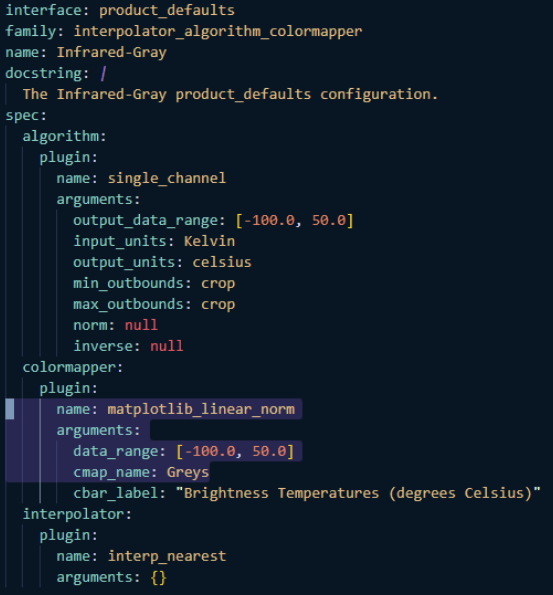 interface: product_defaults
family: interpolator_algorithm_colormapper
name: Infrared-Gray
docstring: |
  The Infrared-Gray product_defaults configuration.
spec:
  algorithm:
    plugin:
      name: single_channel
      arguments:
        output_data_range: [-100.0, 50.0]
        input_units: Kelvin
        output_units: celsius
        min_outbounds: crop
        max_outbounds: crop
        norm: null
        inverse: null
  colormapper:
    plugin:
      name: matplotlib_linear_norm
      arguments:
        data_range: [-100.0, 50.0]
        cmap_name: Greys
        cbar_label: "Brightness Temperatures (degrees Celsius)"
  interpolator:
    plugin:
      name: interp_nearest
      arguments: {}